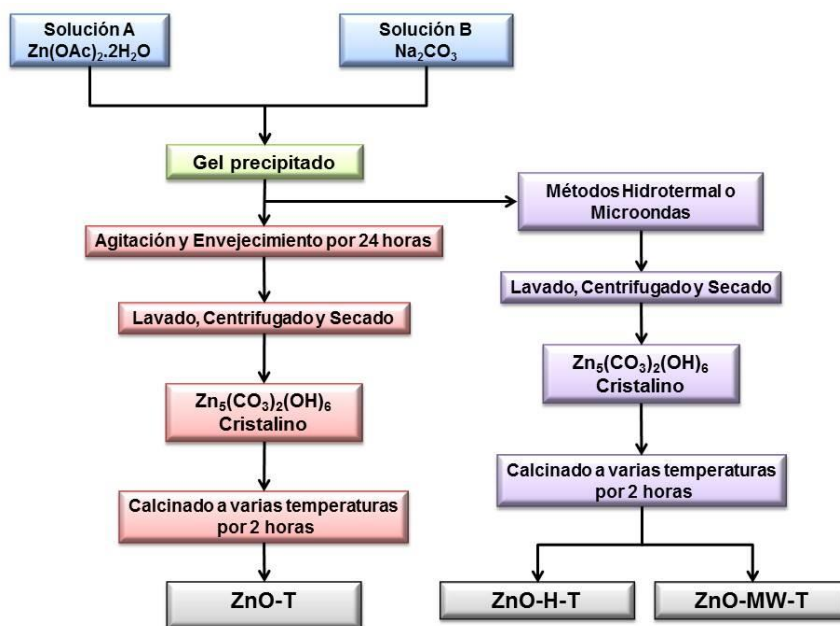 Solución A
Zn(OAc)₂.2H₂O
Solución B
Na₂CO₃
Gel precipitado
Agitación y Envejecimiento por 24 horas
Lavado, Centrifugado y Secado
Zn₅(CO₃)₂(OH)₆
Cristalino
Calcinado a varias temperaturas
por 2 horas
ZnO-T
Métodos Hidrotermal o
Microondas
Lavado, Centrifugado y Secado
Zn₅(CO₃)₂(OH)₆
Cristalino
Calcinado a varias temperaturas
por 2 horas
ZnO-H-T
ZnO-MW-T